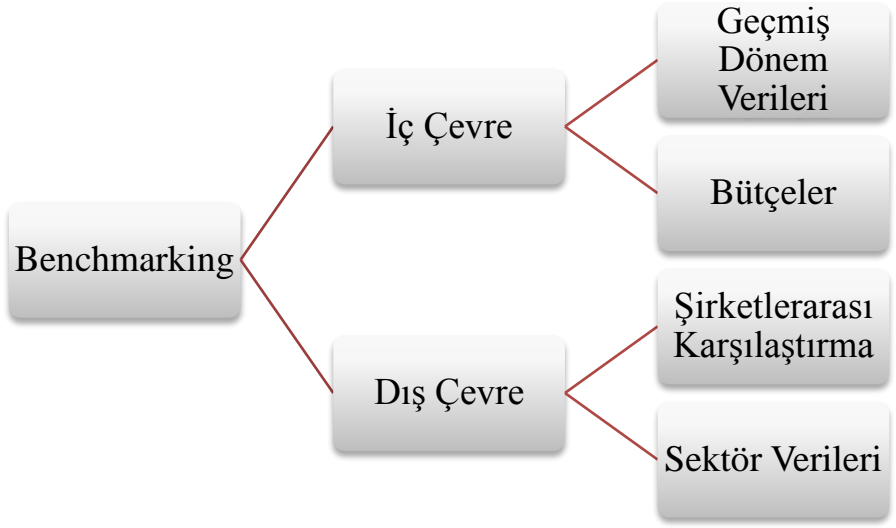 Benchmarking
İç Çevre
Geçmiş
Dönem
Verileri
Bütçeler
Dış Çevre
Şirketlerarası
Karşılaştırma
Sektör Verileri